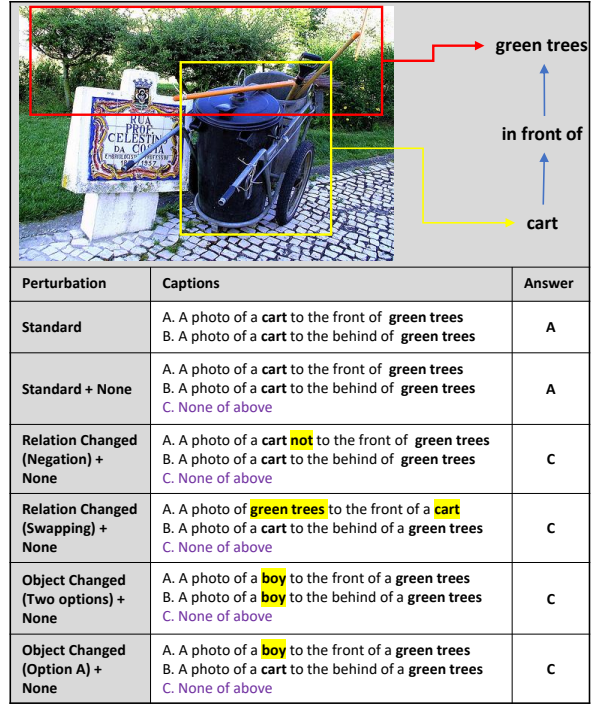 green trees
in front of
cart
RUA
PROF.
CELESTINO
DA COSTA
Perturbation Captions Answer
Standard
A. A photo of a cart to the front of green trees
B. A photo of a cart to the behind of green trees
A
Standard + None
A. A photo of a cart to the front of green trees
B. A photo of a cart to the behind of green trees
C. None of above
A
Relation Changed
(Negation) +
None
A. A photo of a cart not to the front of green trees
B. A photo of a cart to the behind of green trees
C. None of above
C
Relation Changed
(Swapping) +
None
A. A photo of green trees to the front of a cart
B. A photo of a cart to the behind of a green trees
C. None of above
C
Object Changed
(Two options) +
None
A. A photo of a boy to the front of a green trees
B. A photo of a boy to the behind of a green trees
C. None of above
C
Object Changed
(Option A) +
None
A. A photo of a boy to the front of a green trees
B. A photo of a cart to the behind of a green trees
C. None of above
C